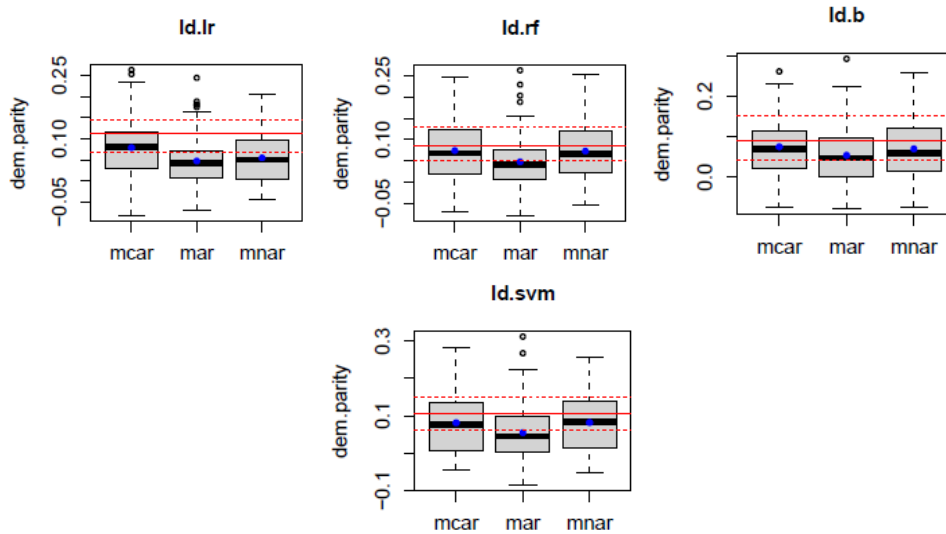 ld.lr
dem.parity
0.25
0.10
−0.05
mcar mar mnar
ld.rf
dem.parity
0.25
0.10
−0.05
mcar mar mnar
ld.b
dem.parity
0.2
0.0
mcar mar mnar
ld.svm
dem.parity
0.3
0.1
−0.1
mcar mar mnar